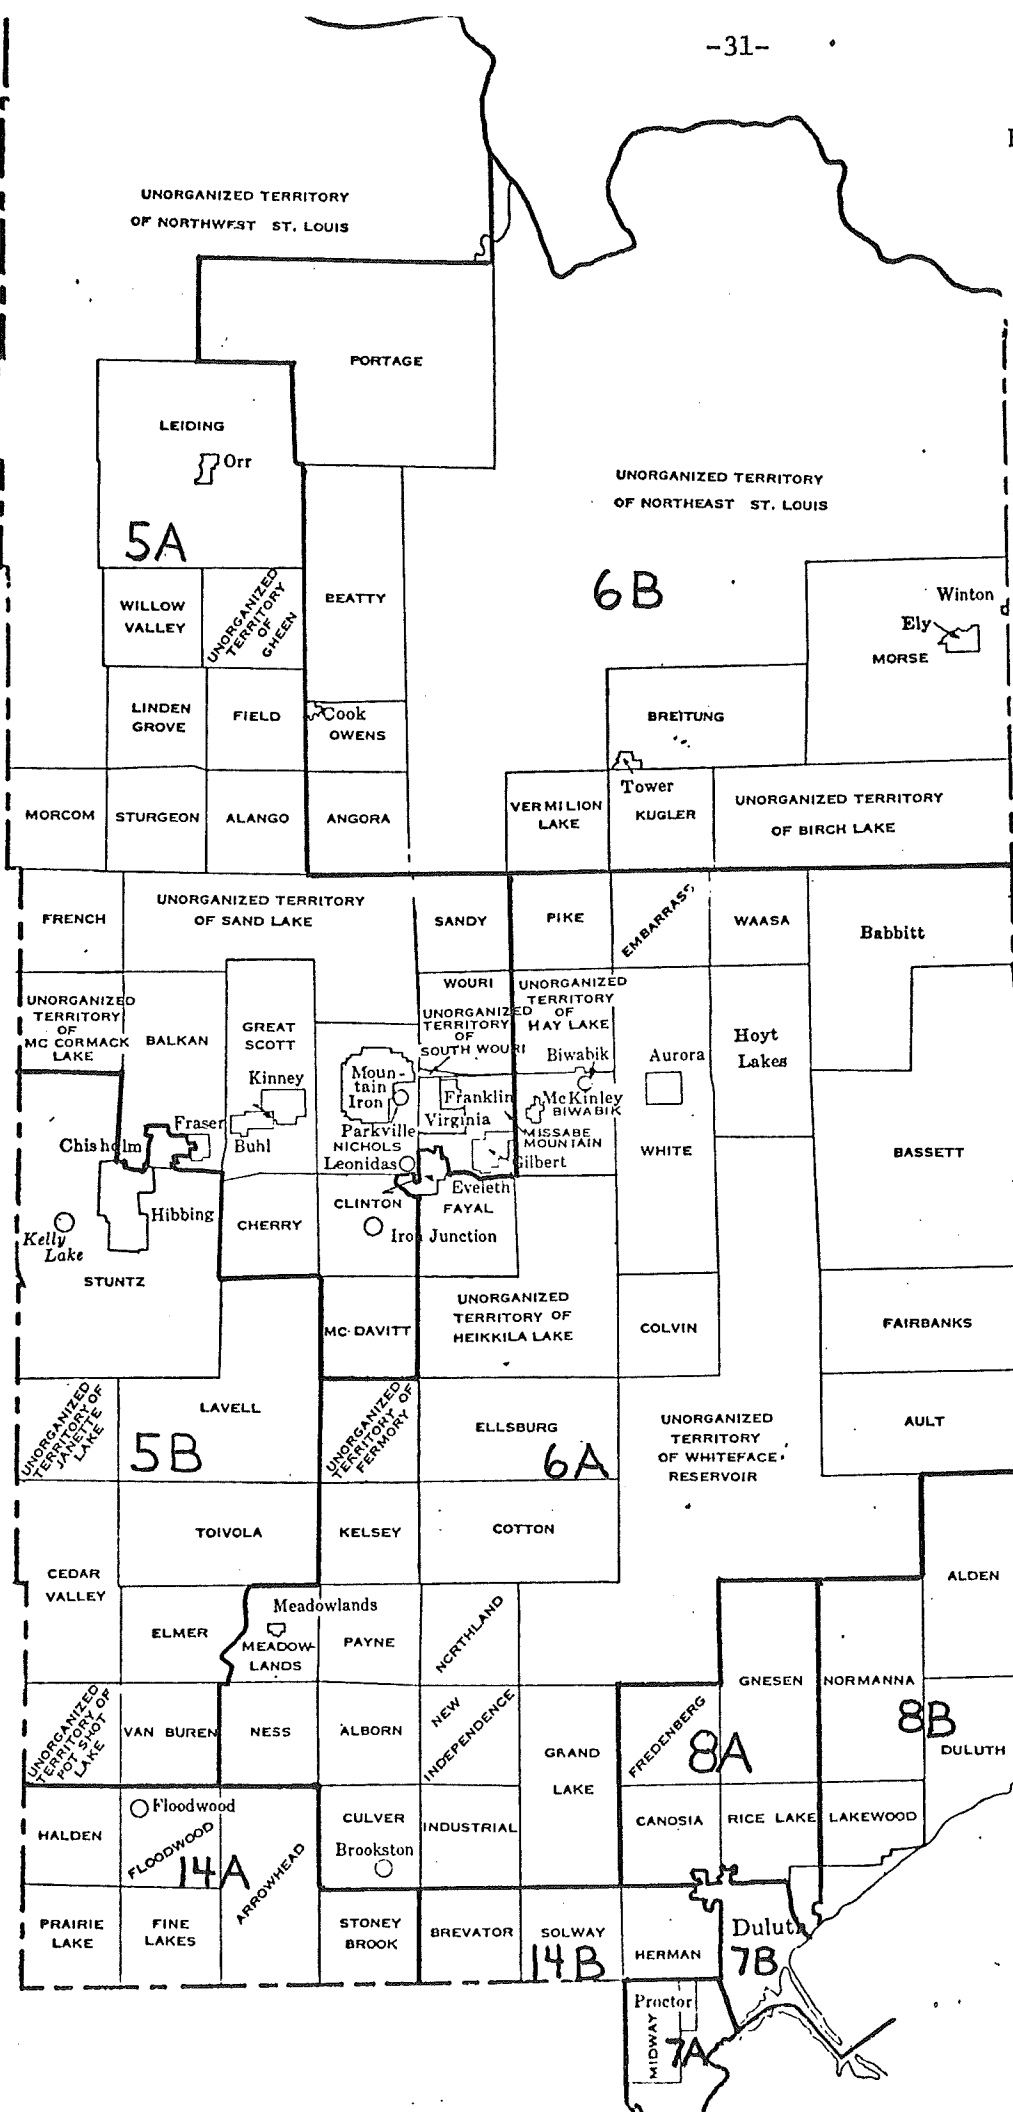 -31-
UNORGANIZED TERRITORY
OF NORTHWEST ST. LOUIS
PORTAGE
LEIDING
Orr
UNORGANIZED TERRITORY
OF NORTHEAST ST. LOUIS
5A
6B
WILLOW
VALLEY
UNORGANIZED
TERRITORY
OF
GHEEN
BEATTY
Winton
Ely
MORSE
LINDEN
GROVE
FIELD
Cook
OWENS
BREITUNG
Tower
MORCOM
STURGEON
ALANGO
ANGORA
VERMILION
LAKE
KUGLER
UNORGANIZED TERRITORY
OF BIRCH LAKE
FRENCH
UNORGANIZED TERRITORY
OF SAND LAKE
SANDY
PIKE
EMBARRASS
WAASA
Babbitt
UNORGANIZED
TERRITORY
OF
MC CORMACK
LAKE
BALKAN
GREAT
SCOTT
WOURI
UNORGANIZED
TERRITORY
OF
SOUTH WOURI
UNORGANIZED
TERRITORY
OF
HAY LAKE
Hoyt
Lakes
Kinney
Moun-
tain
Iron
Biwabik
Aurora
Franklin
McKinley
BIWABIK
Fraser
Buhl
Parkville
Virginia
MISSABE
MOUNTAIN
Chisholm
NICHOLS
Leonidas
Gilbert
WHITE
BASSETT
Hibbing
CHERRY
CLINTON
Eveleth
FAYAL
Kelly
Lake
Iron Junction
STUNTZ
UNORGANIZED
TERRITORY OF
HEIKKILA LAKE
MC DAVITT
COLVIN
FAIRBANKS
UNORGANIZED
TERRITORY OF
JANETTE
LAKE
LAVELL
5B
UNORGANIZED
TERRITORY OF
FERMORY
ELLSBURG
6A
UNORGANIZED
TERRITORY
OF WHITEFACE
RESERVOIR
AULT
TOIVOLA
KELSEY
COTTON
CEDAR
VALLEY
ALDEN
ELMER
Meadowlands
MEADOW-
LANDS
PAYNE
NORTHLAND
GNESEN
NORMANNA
UNORGANIZED
TERRITORY OF
POT SHOT
LAKE
VAN BUREN
NESS
ALBORN
NEW
INDEPENDENCE
GRAND
LAKE
FREDENBERG
8A
8B
DULUTH
Floodwood
HALDEN
FLOODWOOD
14A
ARROWHEAD
CULVER
Brookston
INDUSTRIAL
CANOSIA
RICE LAKE
LAKEWOOD
PRAIRIE
LAKE
FINE
LAKES
STONEY
BROOK
BREVATOR
SOLWAY
14B
HERMAN
Duluth
7B
Proctor
MIDWAY
7A